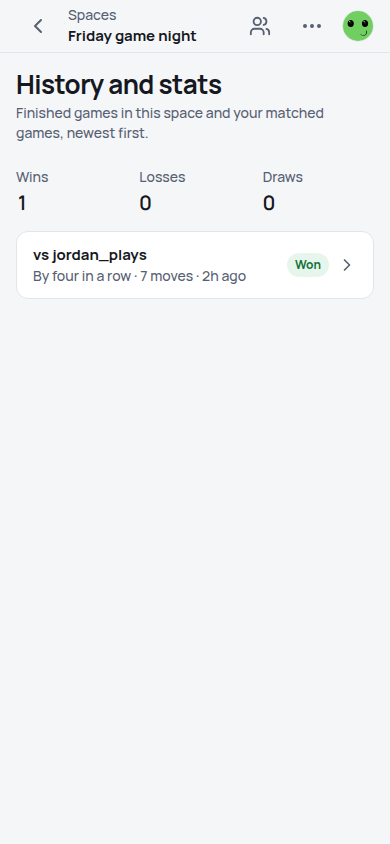 Spaces
Friday game night
History and stats
Finished games in this space and your matched
games, newest first.
Wins
Losses
Draws
1
0
0
vs jordan_plays
By four in a row · 7 moves · 2h ago
Won